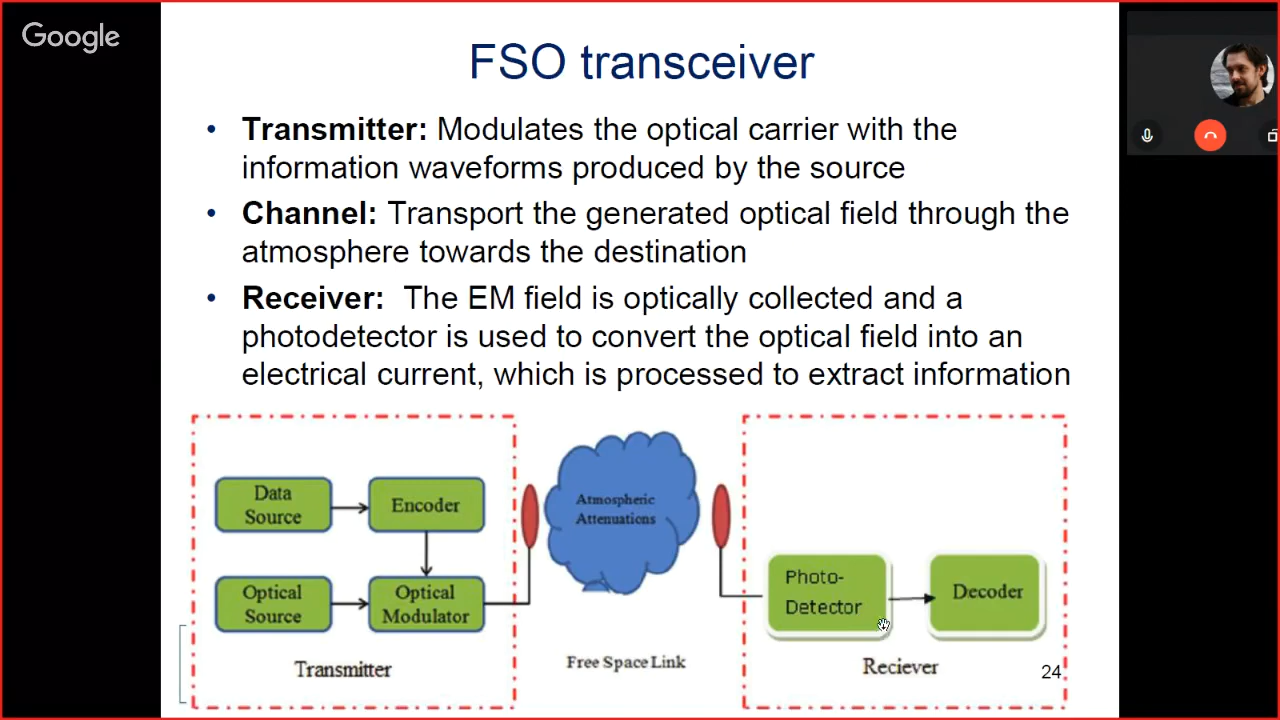 Google
FSO transceiver
• Transmitter: Modulates the optical carrier with the
information waveforms produced by the source
• Channel: Transport the generated optical field through the
atmosphere towards the destination
• Receiver: The EM field is optically collected and a
photodetector is used to convert the optical field into an
electrical current, which is processed to extract information
Data
Source
Encoder
Optical
Source
Optical
Modulator
Transmitter
Atmospheric
Attenuations
Free Space Link
Photo-
Detector
Decoder
Reciever
24